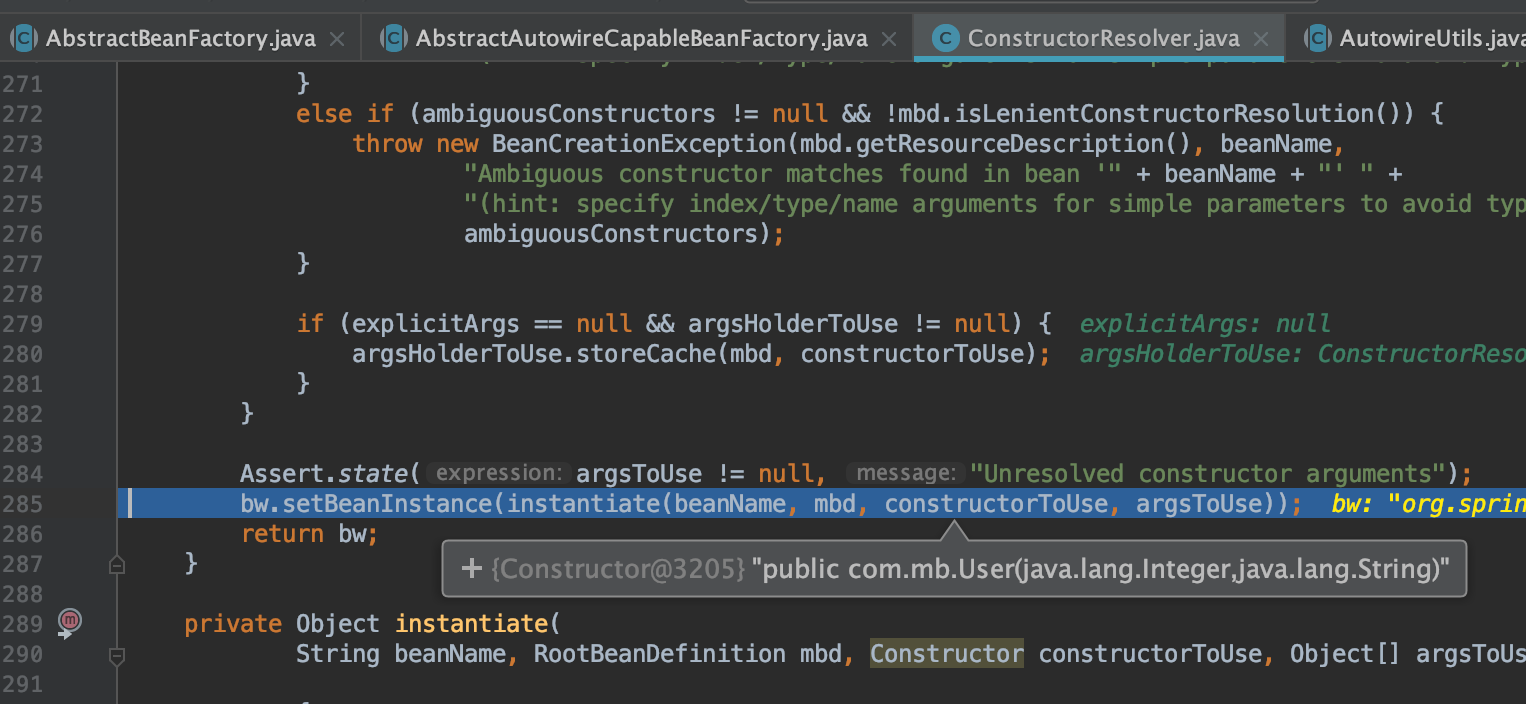 AbstractBeanFactory.java
AbstractAutowireCapableBeanFactory.java
ConstructorResolver.java
AutowireUtils.java
271 }
272 else if (ambiguousConstructors != null && !mbd.isLenientConstructorResolution()) {
273 throw new BeanCreationException(mbd.getResourceDescription(), beanName,
274 "Ambiguous constructor matches found in bean '" + beanName + "' " +
275 "(hint: specify index/type/name arguments for simple parameters to avoid typ
276 ambiguousConstructors);
277 }
278
279 if (explicitArgs == null && argsHolderToUse != null) { explicitArgs: null
280 argsHolderToUse.storeCache(mbd, constructorToUse); argsHolderToUse: ConstructorReso
281 }
282 }
283
284 Assert.state( expression: argsToUse != null, message: "Unresolved constructor arguments");
285 bw.setBeanInstance(instantiate(beanName, mbd, constructorToUse, argsToUse)); bw: "org.sprin
286 return bw;
287 }
+ {Constructor@3205} "public com.mb.User(java.lang.Integer,java.lang.String)"
288
289 private Object instantiate(
290 String beanName, RootBeanDefinition mbd, Constructor constructorToUse, Object[] argsToUs
291